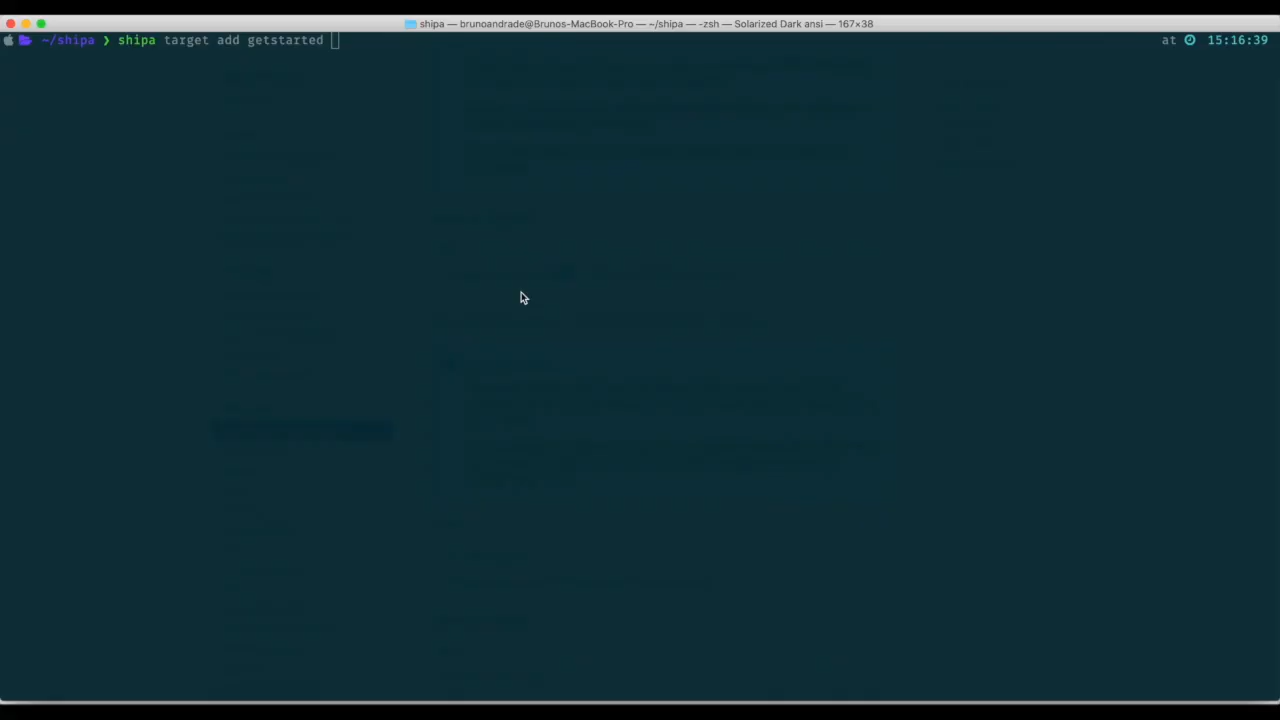 shipa — brunoandrade@Brunos-MacBook-Pro — ~/shipa — -zsh — Solarized Dark ansi — 167×38
~/shipa ❯ shipa target add getstarted at 15:16:39